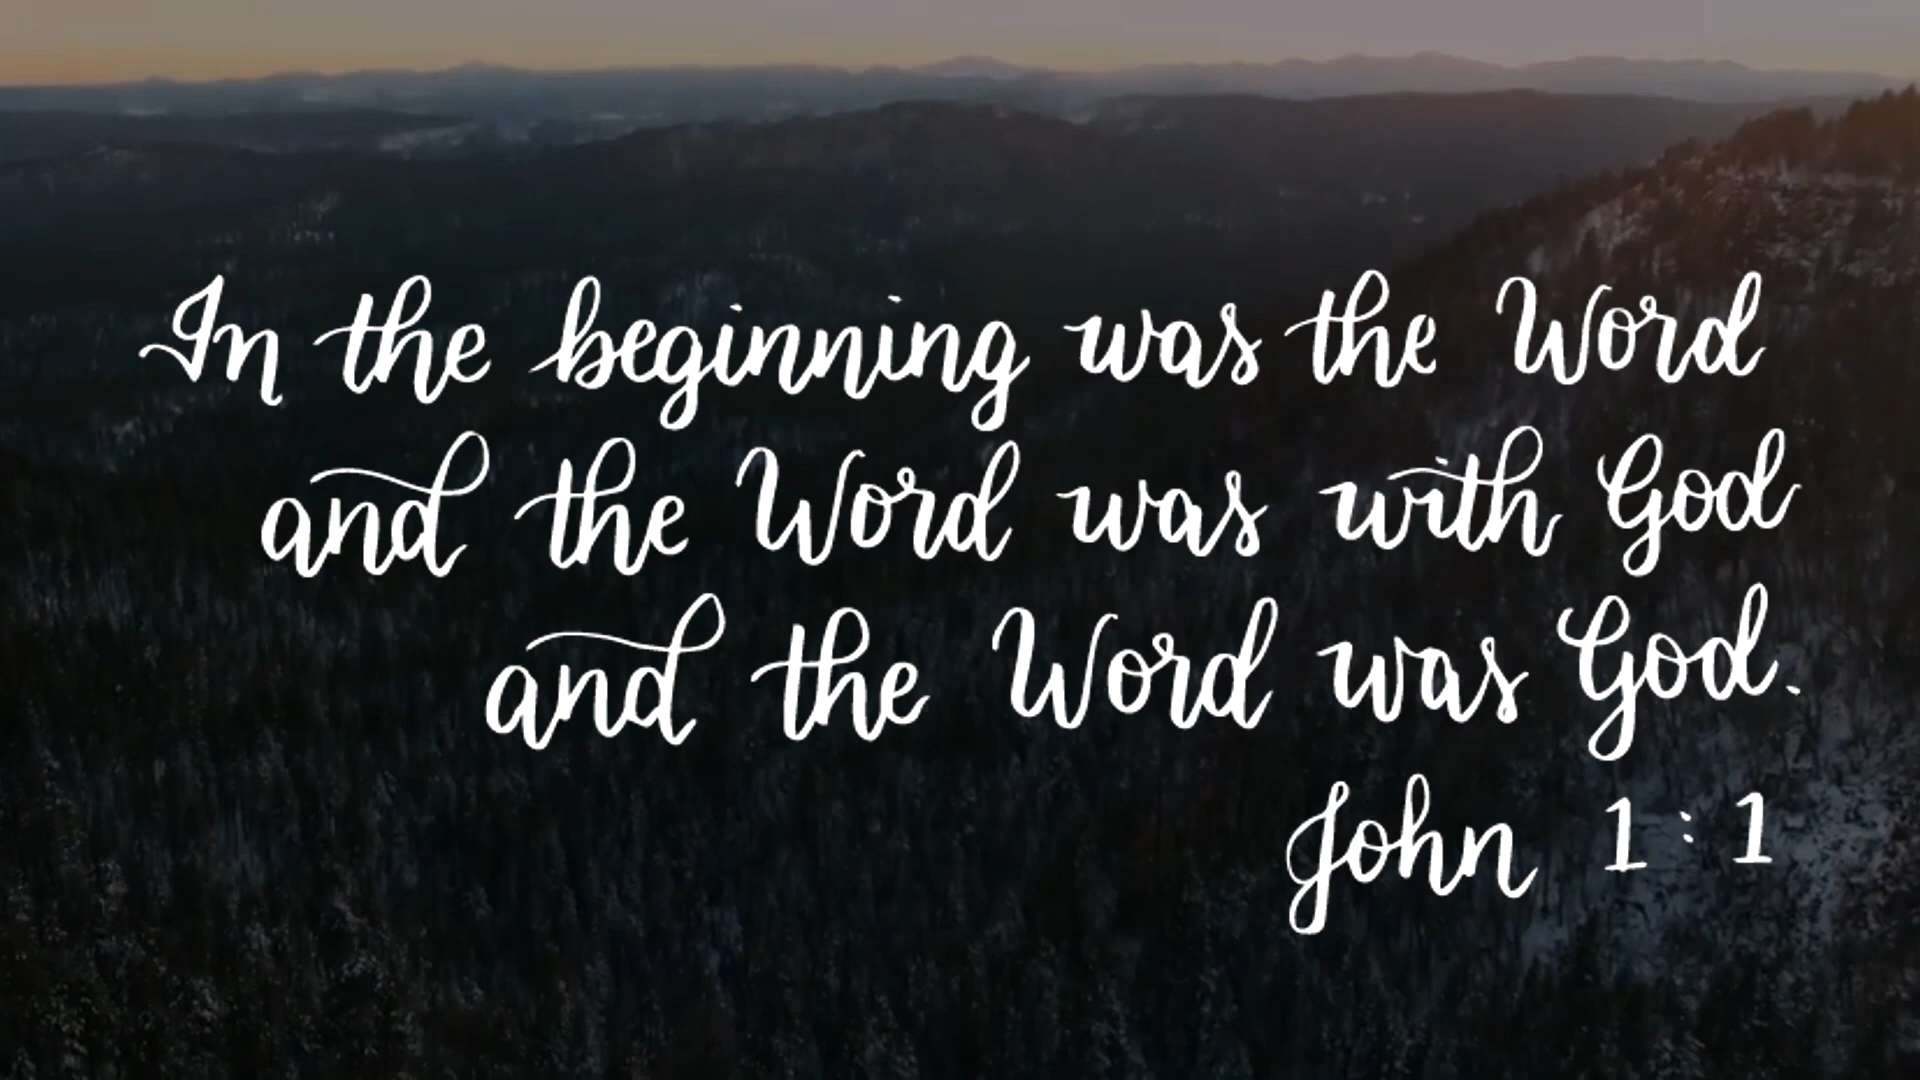 In the beginning was the Word
and the Word was with God
and the Word was God.
John 1:1